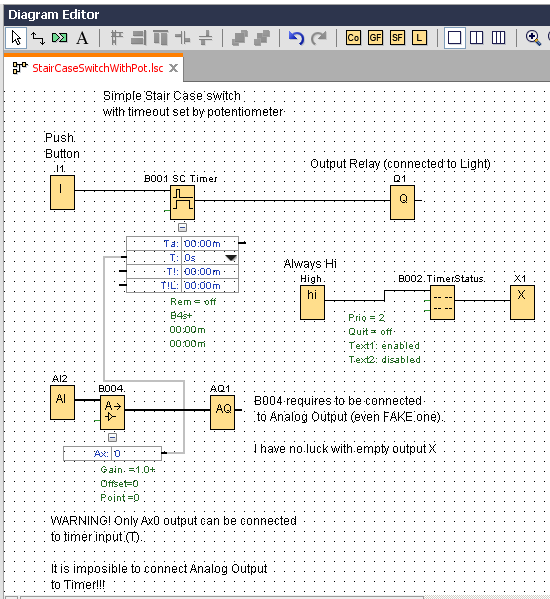 Diagram Editor
A
Co GF SF L
StairCaseSwitchWithPot.lsc
Simple Stair Case switch
with timeout set by potentiometer
Push
Button
Output Relay (connected to Light)
I1
B001 SC Timer
Q1
I
Q
Ta: 00:00m
T: 0s
T!: 00:00m
T!L: 00:00m
Rem = off
B4s+
00:00m
00:00m
Always Hi
High
B002 TimerStatus
X1
hi
X
Prio = 2
Quit = off
Text1: enabled
Text2: disabled
AI2
B004
AQ1
AI
A→
AQ
B004 requires to be connected
to Analog Output (even FAKE one).
Ax: 0
I have no luck with empty output X
Gain =1.0+
Offset=0
Point =0
WARNING! Only Ax0 output can be connected
to timer input (T).
It is imposible to connect Analog Output
to Timer!!!